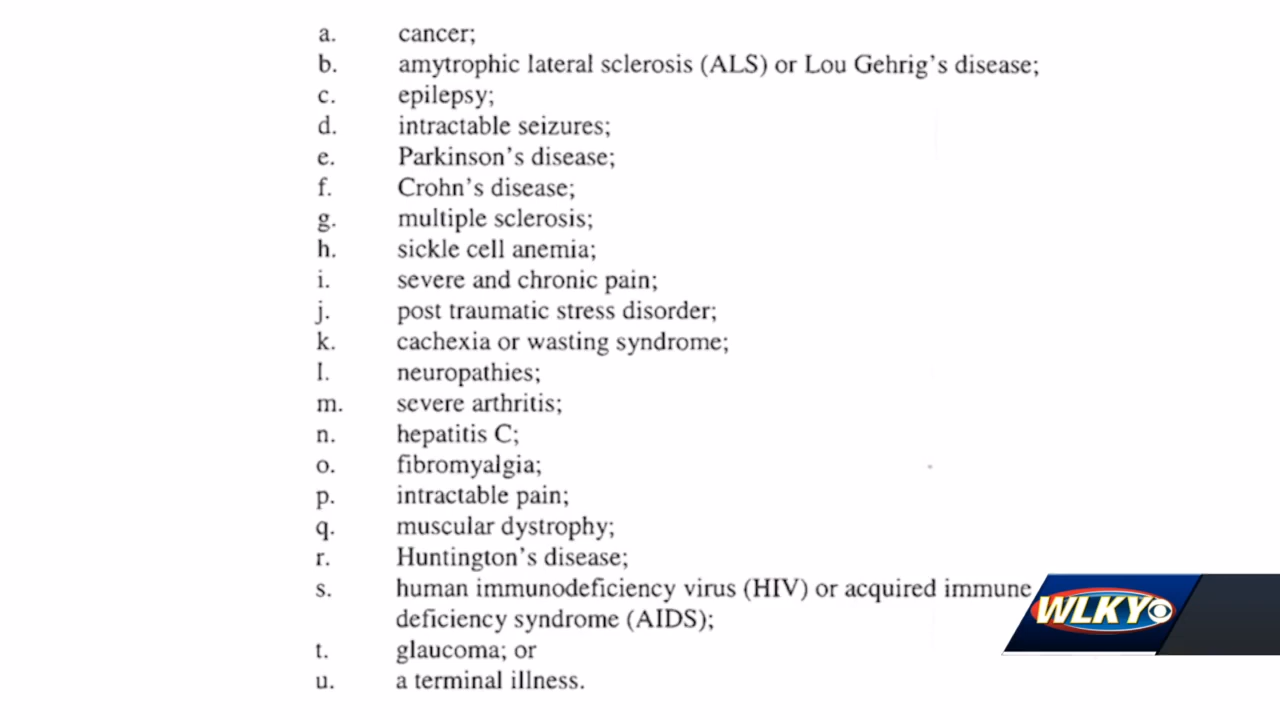 a. cancer;
b. amytrophic lateral sclerosis (ALS) or Lou Gehrig's disease;
c. epilepsy;
d. intractable seizures;
e. Parkinson's disease;
f. Crohn's disease;
g. multiple sclerosis;
h. sickle cell anemia;
i. severe and chronic pain;
j. post traumatic stress disorder;
k. cachexia or wasting syndrome;
l. neuropathies;
m. severe arthritis;
n. hepatitis C;
o. fibromyalgia;
p. intractable pain;
q. muscular dystrophy;
r. Huntington's disease;
s. human immunodeficiency virus (HIV) or acquired immune
deficiency syndrome (AIDS);
t. glaucoma; or
u. a terminal illness.
WLKY